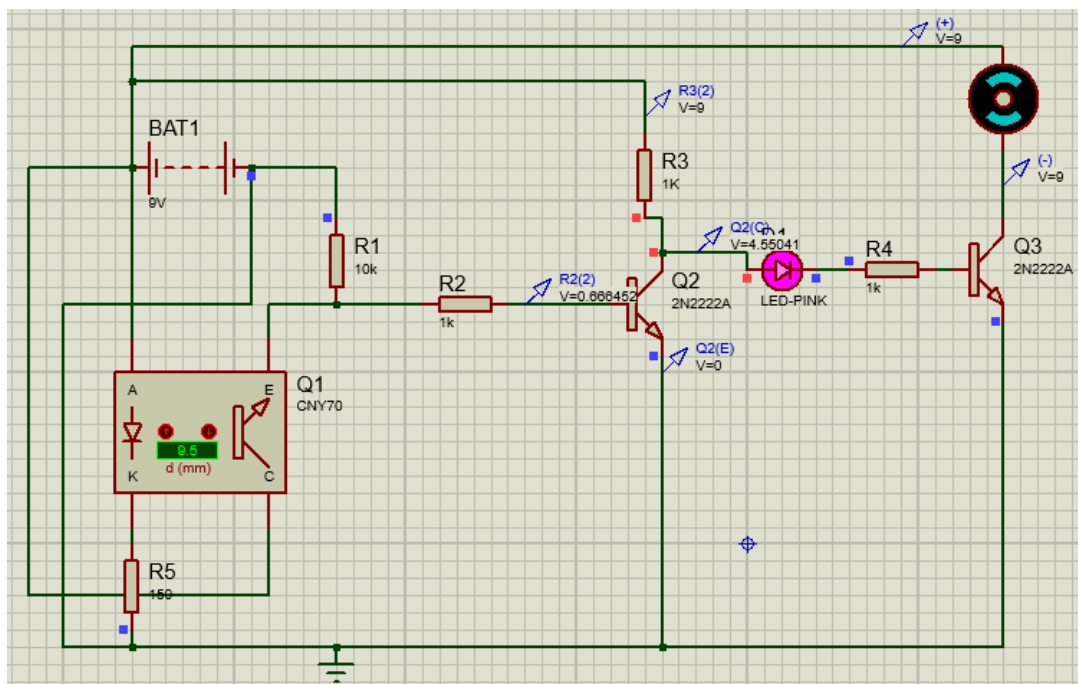 (+)
V=9
R3(2)
V=9
BAT1
9V
R3
1K
(-)
V=9
R1
10k
Q2(C)
V=4.55041
R4
1k
Q3
2N2222A
R2
1k
R2(2)
V=0.666452
Q2
2N2222A
LED-PINK
Q2(E)
V=0
A
E
Q1
CNY70
9.5
d (mm)
K
C
R5
150